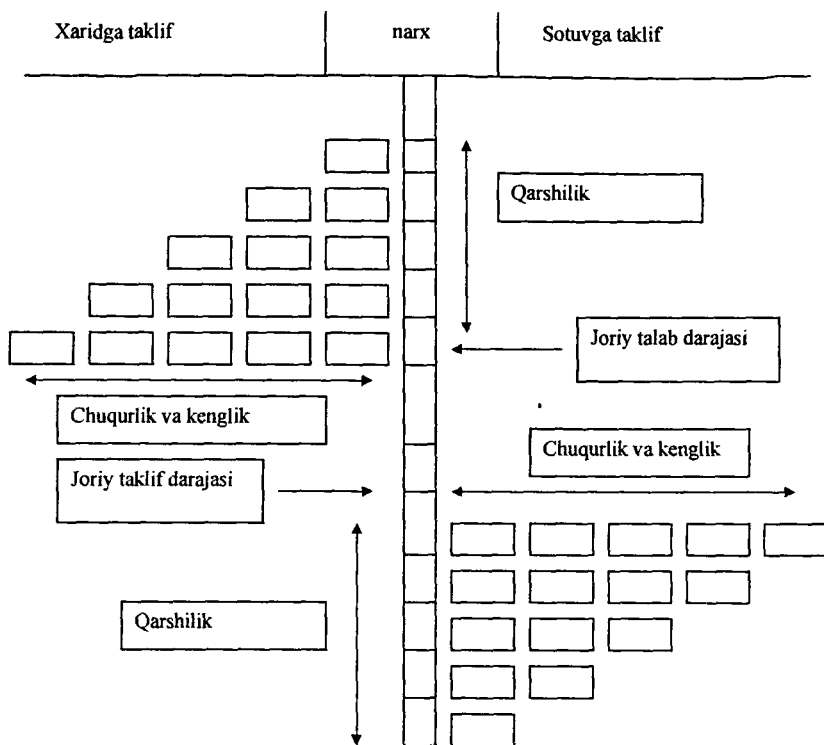 Xaridga taklif
narx
Sotuvga taklif
Qarshilik
Joriy talab darajasi
Chuqurlik va kenglik
Chuqurlik va kenglik
Joriy taklif darajasi
Qarshilik